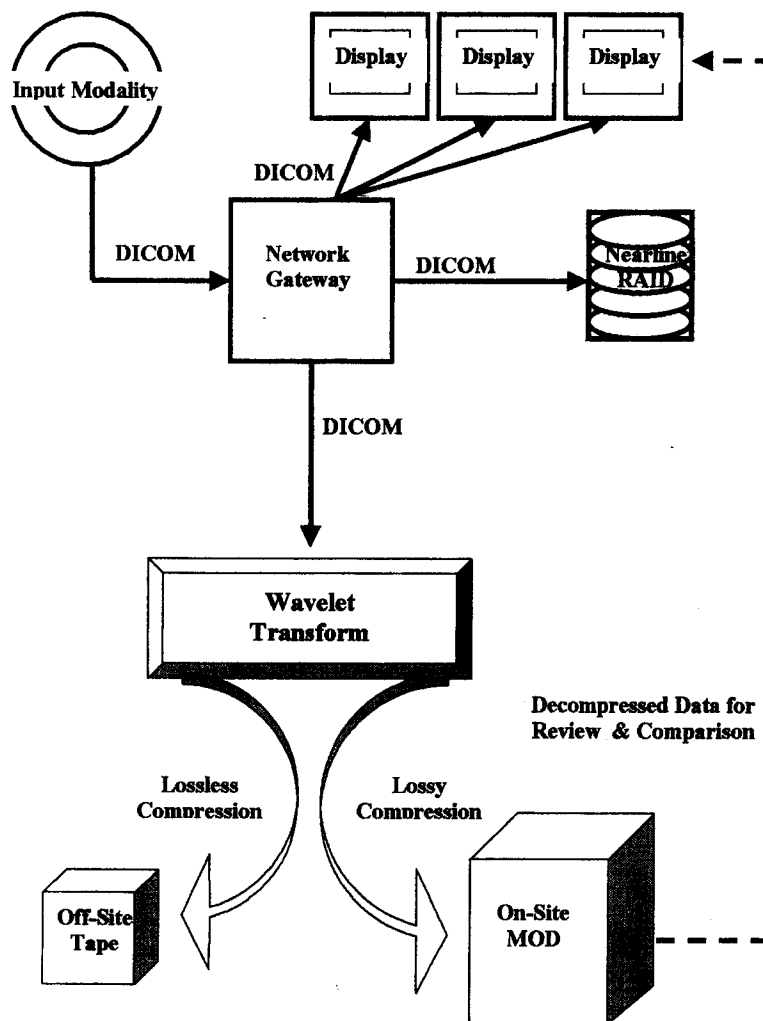 Input Modality
Display
Display
Display
DICOM
DICOM
Network
Gateway
DICOM
Nearline
RAID
DICOM
Wavelet
Transform
Decompressed Data for
Review & Comparison
Lossless
Compression
Lossy
Compression
Off-Site
Tape
On-Site
MOD